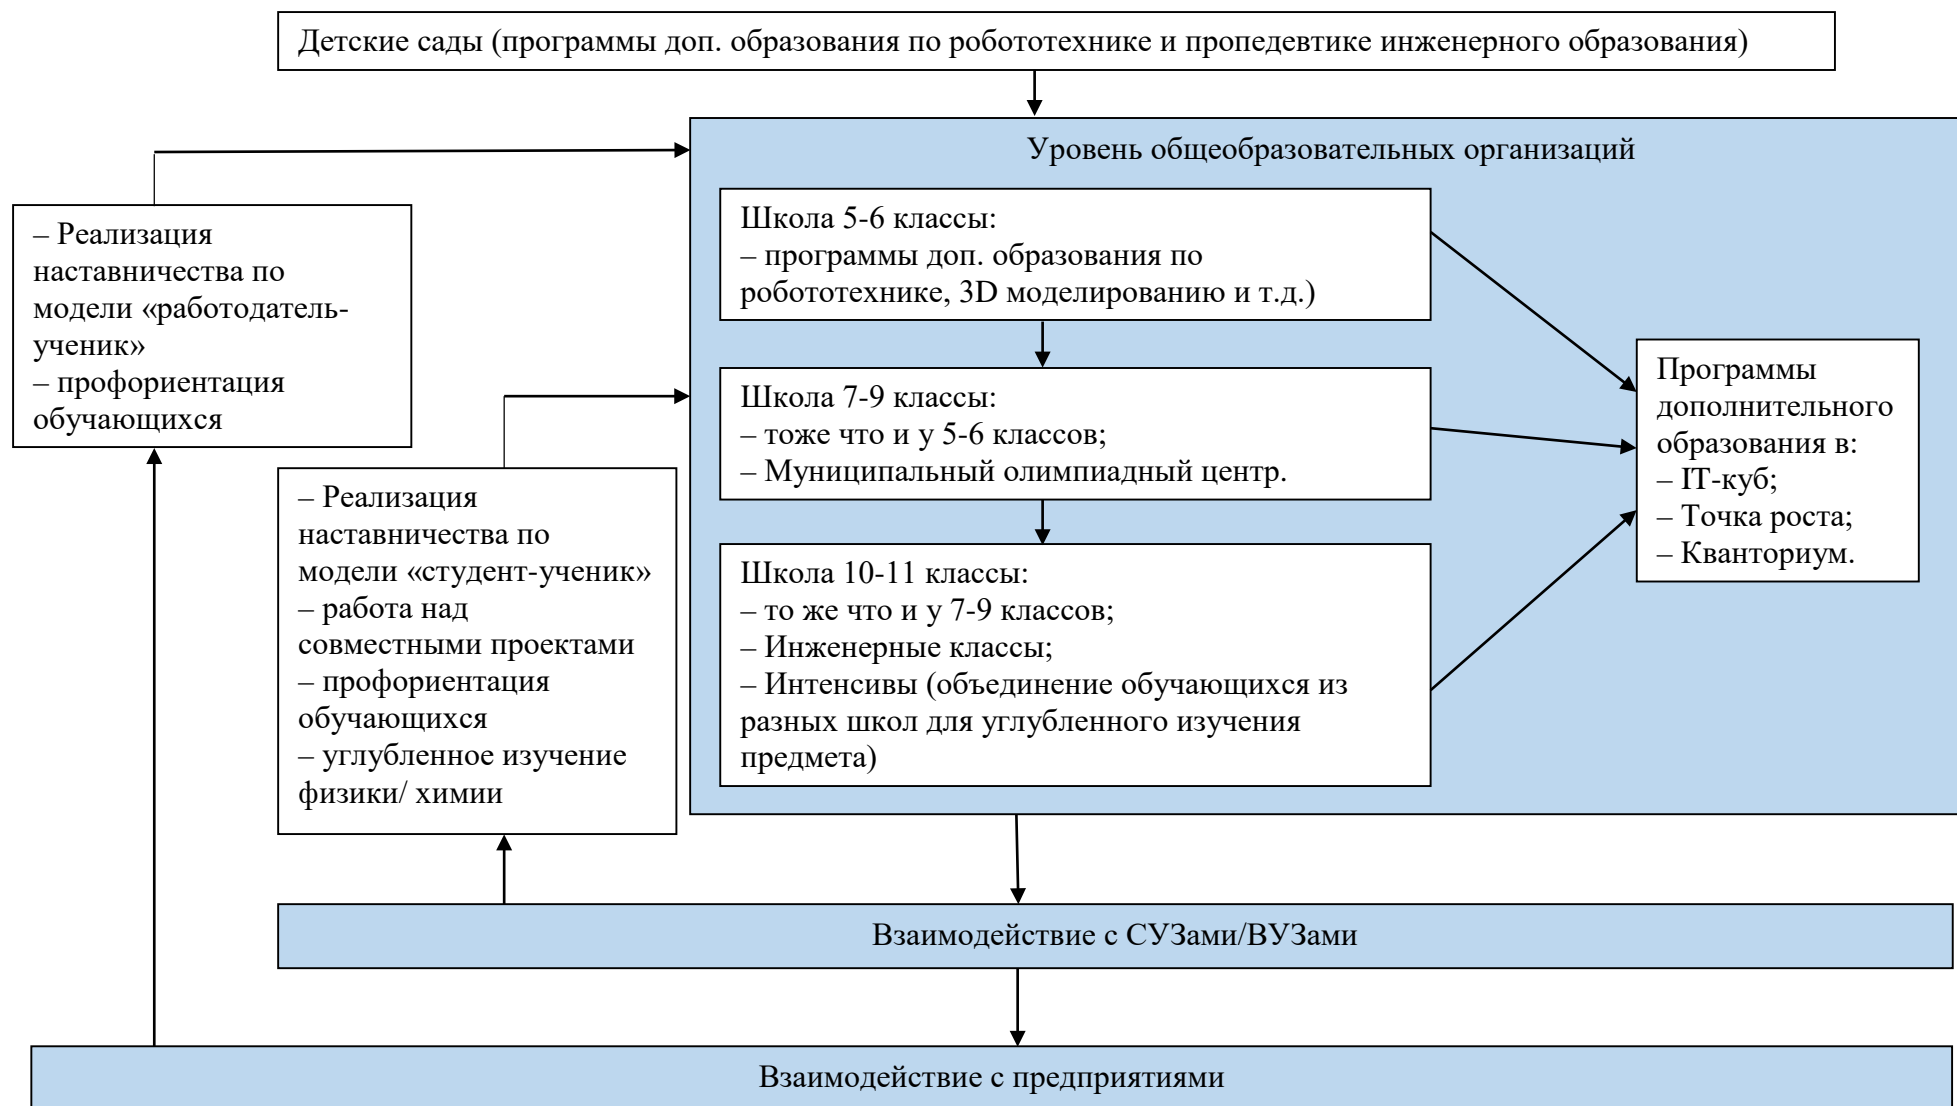 Детские сады (программы доп. образования по робототехнике и пропедевтике инженерного образования)
Уровень общеобразовательных организаций
– Реализация
наставничества по
модели «работодатель-
ученик»
– профориентация
обучающихся
– Реализация
наставничества по
модели «студент-ученик»
– работа над
совместными проектами
– профориентация
обучающихся
– углубленное изучение
физики/ химии
Школа 5-6 классы:
– программы доп. образования по
робототехнике, 3D моделированию и т.д.)
Школа 7-9 классы:
– тоже что и у 5-6 классов;
– Муниципальный олимпиадный центр.
Школа 10-11 классы:
– то же что и у 7-9 классов;
– Инженерные классы;
– Интенсивы (объединение обучающихся из
разных школ для углубленного изучения
предмета)
Программы
дополнительного
образования в:
– IT-куб;
– Точка роста;
– Кванториум.
Взаимодействие с СУЗами/ВУЗами
Взаимодействие с предприятиями